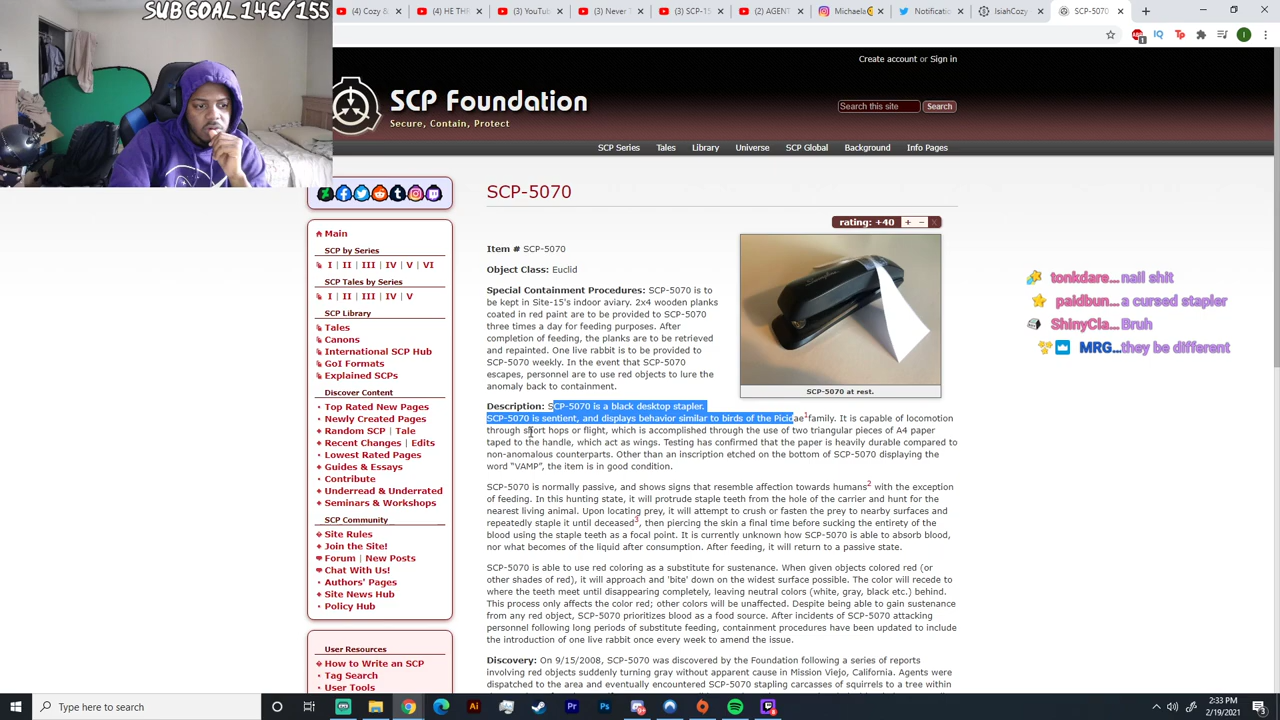 SUB GOAL 146/155
SCP-5070
IsiahCozy
Create account or Sign in
SCP Foundation
Search this site
Search
Secure, Contain, Protect
SCP Series
Tales
Library
Universe
SCP Global
Background
Info Pages
Main
SCP by Series
I | II | III | IV | V | VI
SCP Tales by Series
I | II | III | IV | V
SCP Library
Tales
Canons
International SCP Hub
GoI Formats
Explained SCPs
Discover Content
Top Rated New Pages
Newly Created Pages
Random SCP | Tale
Recent Changes | Edits
Lowest Rated Pages
Guides & Essays
Contribute
Underread & Underrated
Seminars & Workshops
SCP Community
Site Rules
Join the Site!
Forum | New Posts
Chat With Us!
Authors' Pages
Site News Hub
Policy Hub
User Resources
How to Write an SCP
Tag Search
User Tools
SCP-5070
rating: +40 + − x
Item # SCP-5070
Object Class: Euclid
Special Containment Procedures: SCP-5070 is to
be kept in Site-15's indoor aviary. 2x4 wooden planks
coated in red paint are to be provided to SCP-5070
three times a day for feeding purposes. After
completion of feeding, the planks are to be retrieved
and repainted. One live rabbit is to be provided to
SCP-5070 weekly. In the event that SCP-5070
escapes, personnel are to use red objects to lure the
anomaly back to containment.
SCP-5070 at rest.
Description: SCP-5070 is a black desktop stapler.
SCP-5070 is sentient, and displays behavior similar to birds of the Picidae1family. It is capable of locomotion
through short hops or flight, which is accomplished through the use of two triangular pieces of A4 paper
taped to the handle, which act as wings. Testing has confirmed that the paper is heavily durable compared to
non-anomalous counterparts. Other than an inscription etched on the bottom of SCP-5070 displaying the
word “VAMP”, the item is in good condition.
SCP-5070 is normally passive, and shows signs that resemble affection towards humans2 with the exception
of feeding. In this hunting state, it will protrude staple teeth from the hole of the carrier and hunt for the
nearest living animal. Upon locating prey, it will attempt to crush or fasten the prey to nearby surfaces and
repeatedly staple it until deceased3, then piercing the skin a final time before sucking the entirety of the
blood using the staple teeth as a focal point. It is currently unknown how SCP-5070 is able to absorb blood,
nor what becomes of the liquid after consumption. After feeding, it will return to a passive state.
SCP-5070 is able to use red coloring as a substitute for sustenance. When given objects colored red (or
other shades of red), it will approach and 'bite' down on the widest surface possible. The color will recede to
where the teeth meet until disappearing completely, leaving neutral colors (white, gray, black etc.) behind.
This process only affects the color red; other colors will be unaffected. Despite being able to gain sustenance
from any red object, SCP-5070 prioritizes blood as a food source. After incidents of SCP-5070 attacking
personnel following long periods of substitute feeding, containment procedures have been updated to include
the introduction of one live rabbit once every week to amend the issue.
Discovery: On 9/15/2008, SCP-5070 was discovered by the Foundation following a series of reports
involving red objects suddenly turning gray without apparent cause in Mission Viejo, California. Agents were
dispatched to the area and eventually encountered SCP-5070 stapling carcasses of squirrels to a tree within
tonkdare... nail shit
paidbun... a cursed stapler
ShinyCla... Bruh
MRG... they be different
Type here to search
2:33 PM
2/19/2021